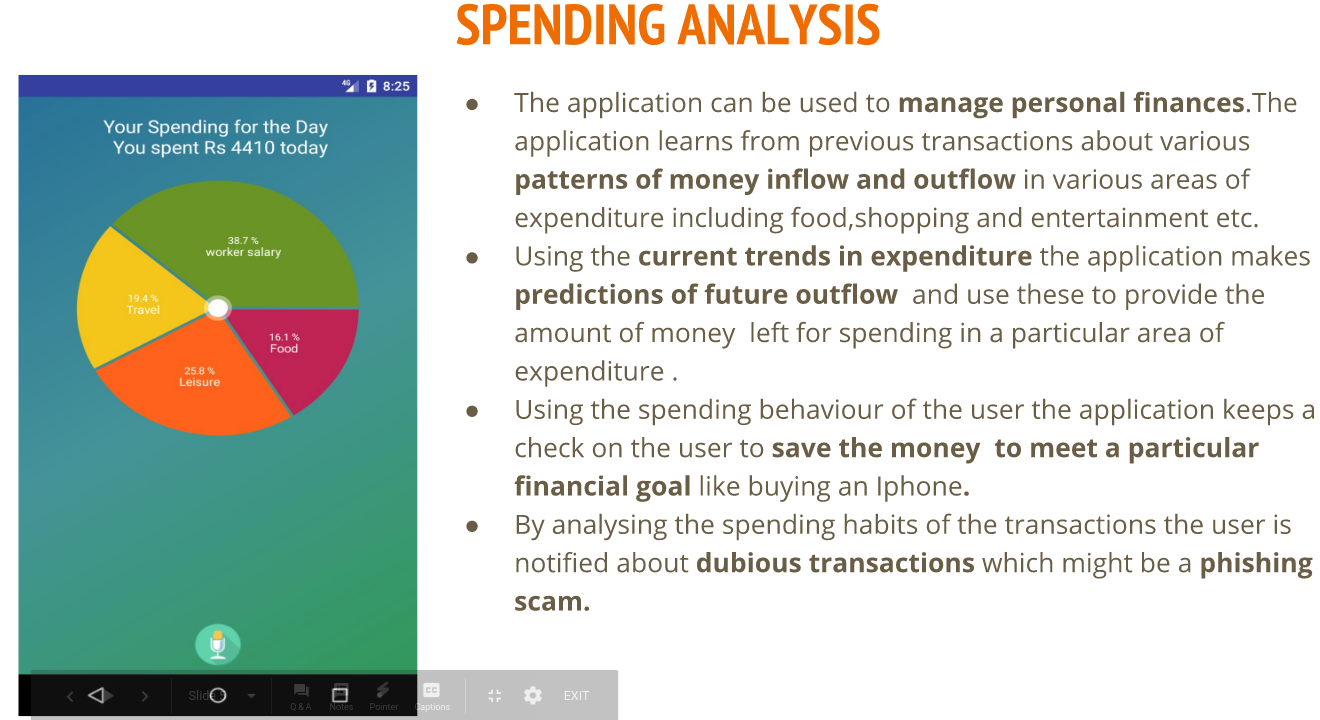 SPENDING ANALYSIS
4G 8:25
Your Spending for the Day
You spent Rs 4410 today
38.7 %
worker salary
19.4 %
Travel
16.1 %
Food
25.8 %
Leisure
● The application can be used to manage personal finances.The
application learns from previous transactions about various
patterns of money inflow and outflow in various areas of
expenditure including food,shopping and entertainment etc.
● Using the current trends in expenditure the application makes
predictions of future outflow  and use these to provide the
amount of money  left for spending in a particular area of
expenditure .
● Using the spending behaviour of the user the application keeps a
check on the user to save the money  to meet a particular
financial goal like buying an Iphone.
● By analysing the spending habits of the transactions the user is
notified about dubious transactions which might be a phishing
scam.
Slide
Q & A Notes Pointer Captions
CC
EXIT